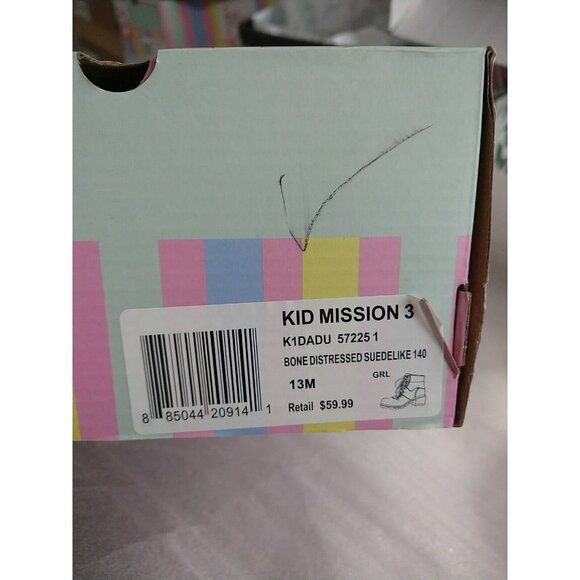 KID MISSION 3
K1DADU 57225 1
BONE DISTRESSED SUEDELIKE 140
13M GRL
Retail $59.99
8 85044 20914 1